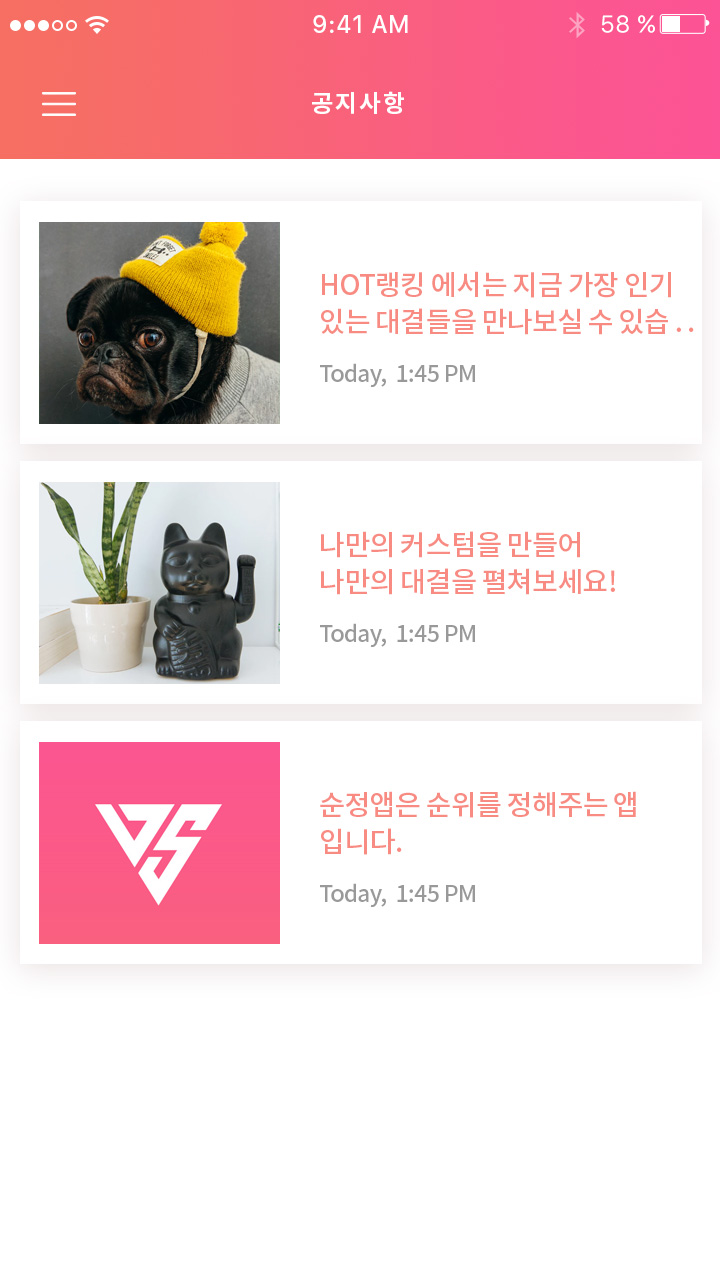 9:41 AM
58 %
공지사항
HOT랭킹 에서는 지금 가장 인기
있는 대결들을 만나보실 수 있습 . .
Today, 1:45 PM
나만의 커스텀을 만들어
나만의 대결을 펼쳐보세요!
Today, 1:45 PM
VS
순정앱은 순위를 정해주는 앱
입니다.
Today, 1:45 PM